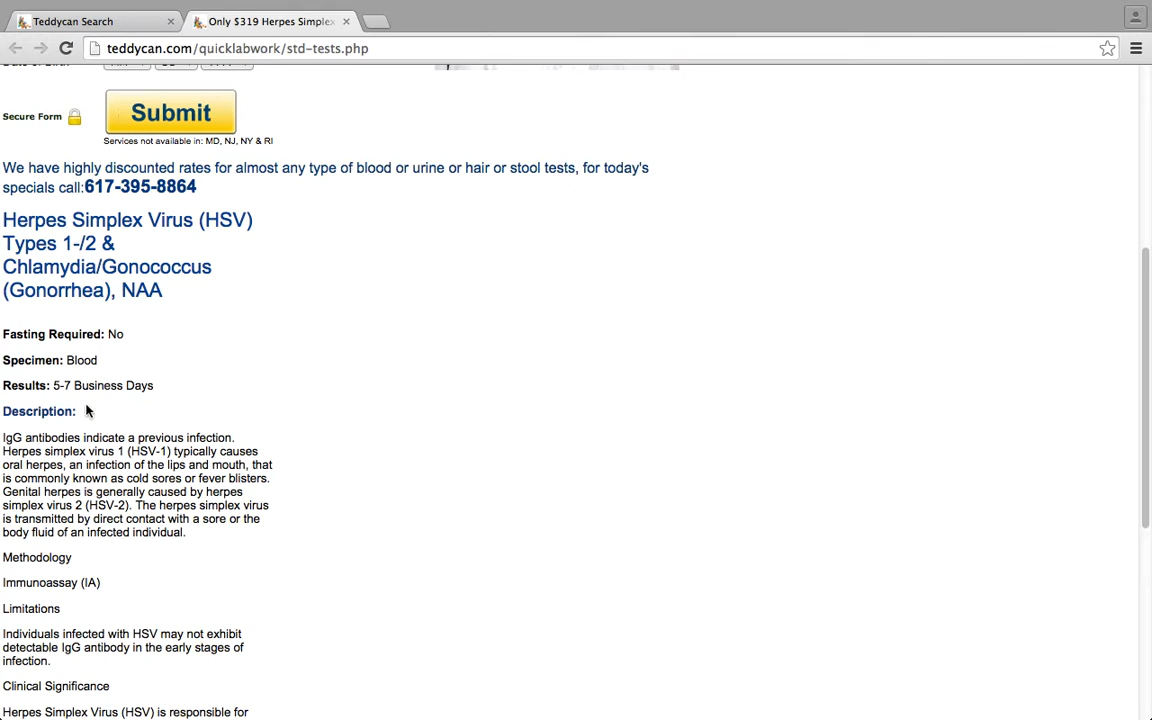 Teddycan Search
Only $319 Herpes Simplex
teddycan.com/quicklabwork/std-tests.php
Secure Form
Submit
Services not available in: MD, NJ, NY & RI
We have highly discounted rates for almost any type of blood or urine or hair or stool tests, for today's
specials call:617-395-8864
Herpes Simplex Virus (HSV)
Types 1-/2 &
Chlamydia/Gonococcus
(Gonorrhea), NAA
Fasting Required: No
Specimen: Blood
Results: 5-7 Business Days
Description:
IgG antibodies indicate a previous infection.
Herpes simplex virus 1 (HSV-1) typically causes
oral herpes, an infection of the lips and mouth, that
is commonly known as cold sores or fever blisters.
Genital herpes is generally caused by herpes
simplex virus 2 (HSV-2). The herpes simplex virus
is transmitted by direct contact with a sore or the
body fluid of an infected individual.
Methodology
Immunoassay (IA)
Limitations
Individuals infected with HSV may not exhibit
detectable IgG antibody in the early stages of
infection.
Clinical Significance
Herpes Simplex Virus (HSV) is responsible for